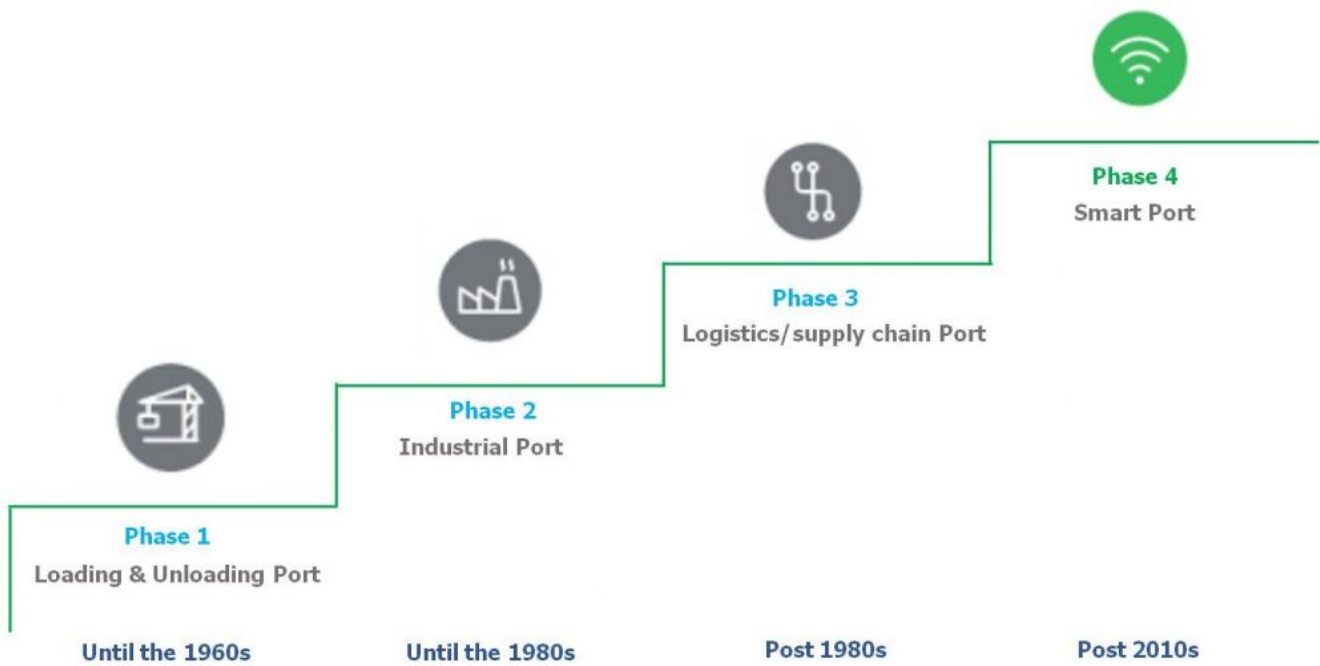 Phase 4
Smart Port
Phase 3
Logistics/supply chain Port
Phase 2
Industrial Port
Phase 1
Loading & Unloading Port
Until the 1960s
Until the 1980s
Post 1980s
Post 2010s